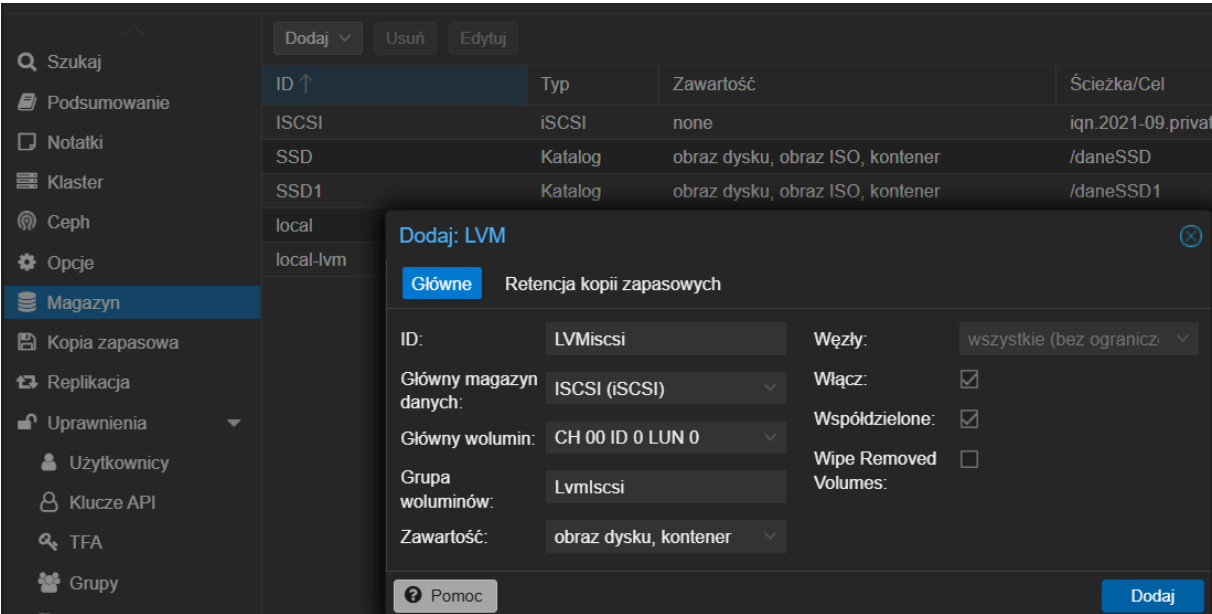 Dodaj Usuń Edytuj
Szukaj
Podsumowanie
Notatki
Klaster
Ceph
Opcje
Magazyn
Kopia zapasowa
Replikacja
Uprawnienia
Użytkownicy
Klucze API
TFA
Grupy
ID Typ Zawartość Ścieżka/Cel
ISCSI iSCSI none iqn.2021-09.privat
SSD Katalog obraz dysku, obraz ISO, kontener /daneSSD
SSD1 Katalog obraz dysku, obraz ISO, kontener /daneSSD1
local
local-lvm
Dodaj: LVM
Główne Retencja kopii zapasowych
ID: LVMiscsi
Główny magazyn
danych: ISCSI (iSCSI)
Główny wolumin: CH 00 ID 0 LUN 0
Grupa
woluminów: LvmIscsi
Zawartość: obraz dysku, kontener
Węzły: wszystkie (bez ogranicz
Włącz:
Współdzielone:
Wipe Removed
Volumes:
Pomoc Dodaj